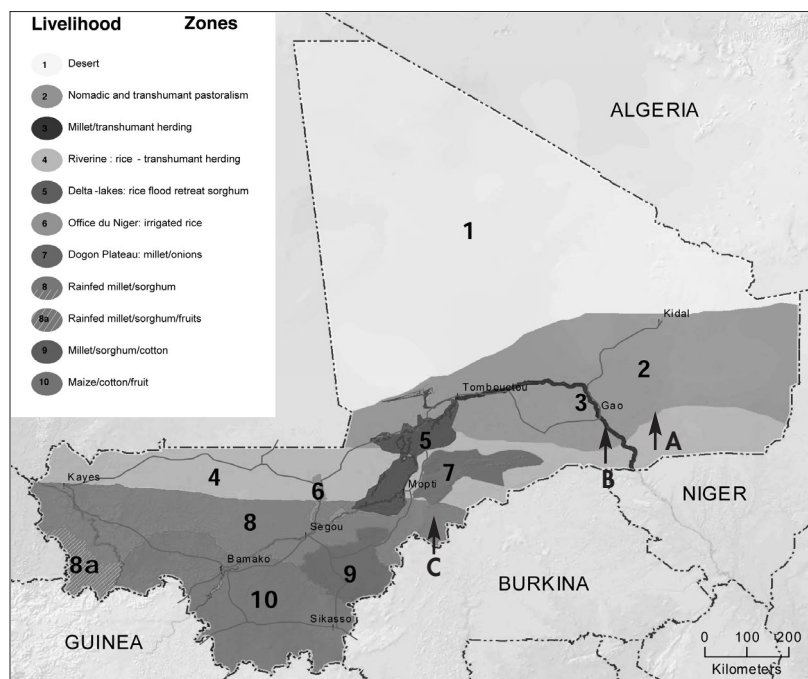 Livelihood Zones
1 Desert
2 Nomadic and transhumant pastoralism
3 Millet/transhumant herding
4 Riverine : rice - transhumant herding
5 Delta-lakes: rice flood retreat sorghum
6 Office du Niger: irrigated rice
7 Dogon Plateau: millet/onions
8 Rainfed millet/sorghum
8a Rainfed millet/sorghum/fruits
9 Millet/sorghum/cotton
10 Maize/cotton/fruit
ALGERIA
1
Kidal
2
Tombouctou
3
Gao
A
5
B
Kayes
4
6
Mopti
7
NIGER
8
Segou
C
8a
Bamako
9
BURKINA
10
Sikasso
GUINEA
0 100 200
Kilometers